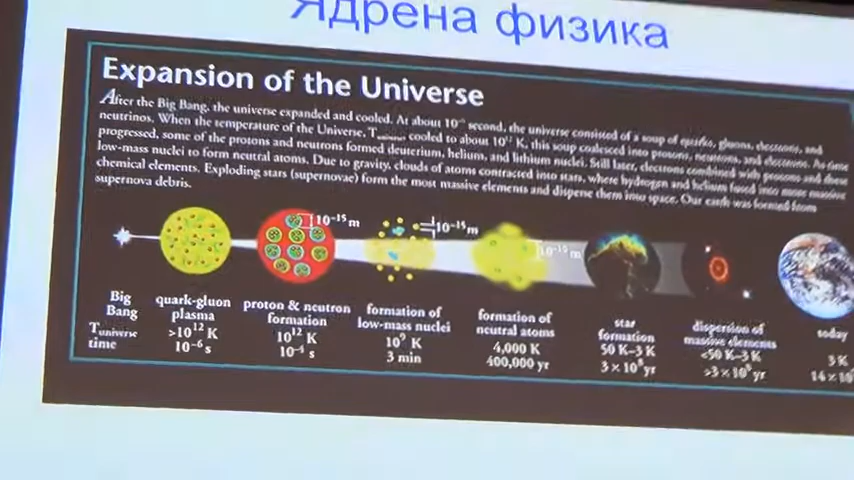 Ядрена физика
Expansion of the Universe
After the Big Bang, the universe expanded and cooled. At about 10 second, the universe consisted of a soup of quarks, gluons, electrons, and
neutrinos. When the temperature of the Universe, T cooled to about 10 K, this soup coalesced into protons, neutrons, and electrons. As time
progressed, some of the protons and neutrons formed deuterium, helium, and lithium nuclei. Still later, electrons combined with protons and these
low-mass nuclei to form neutral atoms. Due to gravity, clouds of atoms contracted into stars, where hydrogen and helium fused into more massive
chemical elements. Exploding stars (supernovae) form the most massive elements and disperse them into space. Our earth was formed from
supernova debris.
10⁻¹⁵ m
10⁻¹⁵ m
10⁻¹⁵ m
Big Bang
quark-gluon plasma
proton & neutron formation
formation of low-mass nuclei
formation of neutral atoms
star formation
dispersion of massive elements
today
Tuniverse >10¹² K 10¹² K 10⁹ K 4,000 K 50 K–3 K <50 K–3 K 3 K
time 10⁻⁶ s 10⁻⁴ s 3 min 400,000 yr 3 × 10⁸ yr >3 × 10⁸ yr 14 × 10